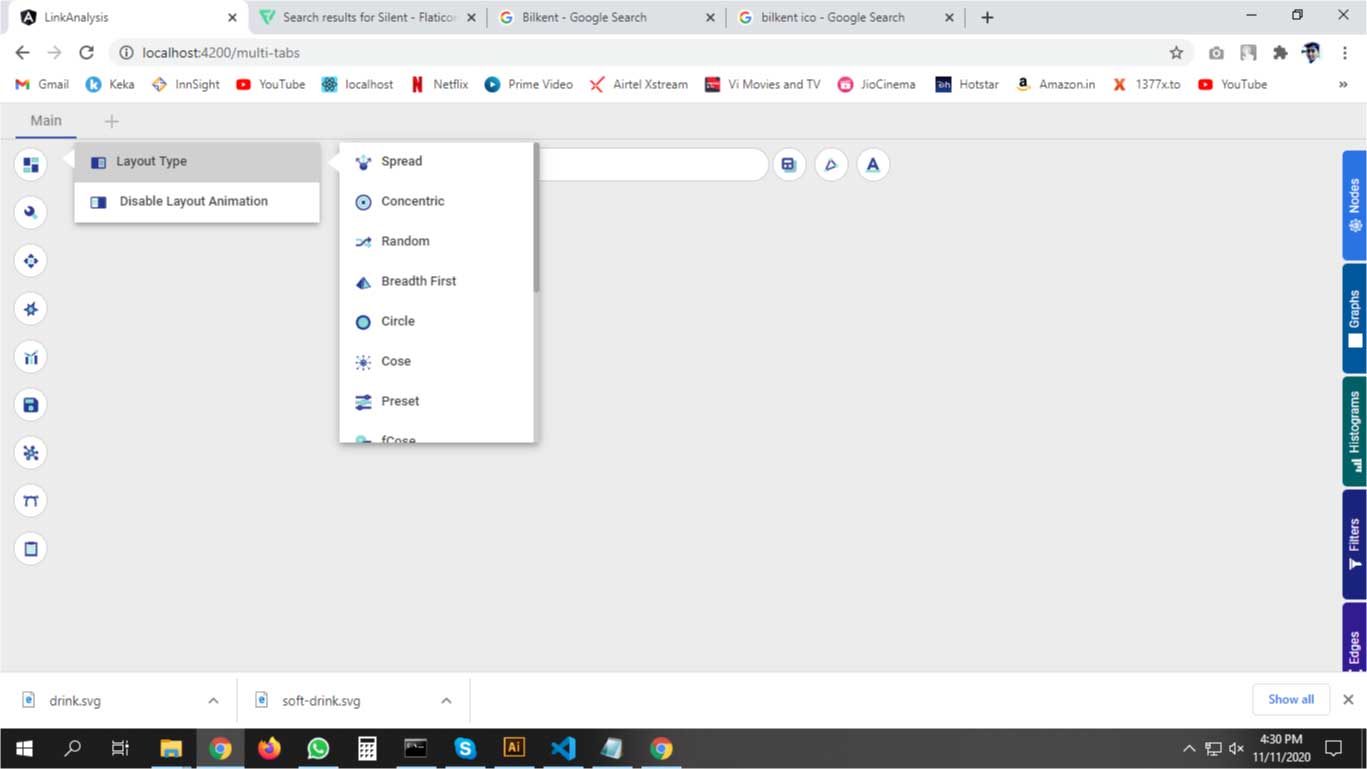 LinkAnalysis
Search results for Silent - Flaticon
Bilkent - Google Search
bilkent ico - Google Search
localhost:4200/multi-tabs
Gmail
Keka
InnSight
YouTube
localhost
Netflix
Prime Video
Airtel Xstream
Vi Movies and TV
JioCinema
Hotstar
Amazon.in
1377x.to
YouTube
Main
Layout Type
Disable Layout Animation
Spread
Concentric
Random
Breadth First
Circle
Cose
Preset
fCose
A
Nodes
Graphs
Histograms
Filters
Edges
drink.svg
soft-drink.svg
Show all
Ai
4:30 PM
11/11/2020